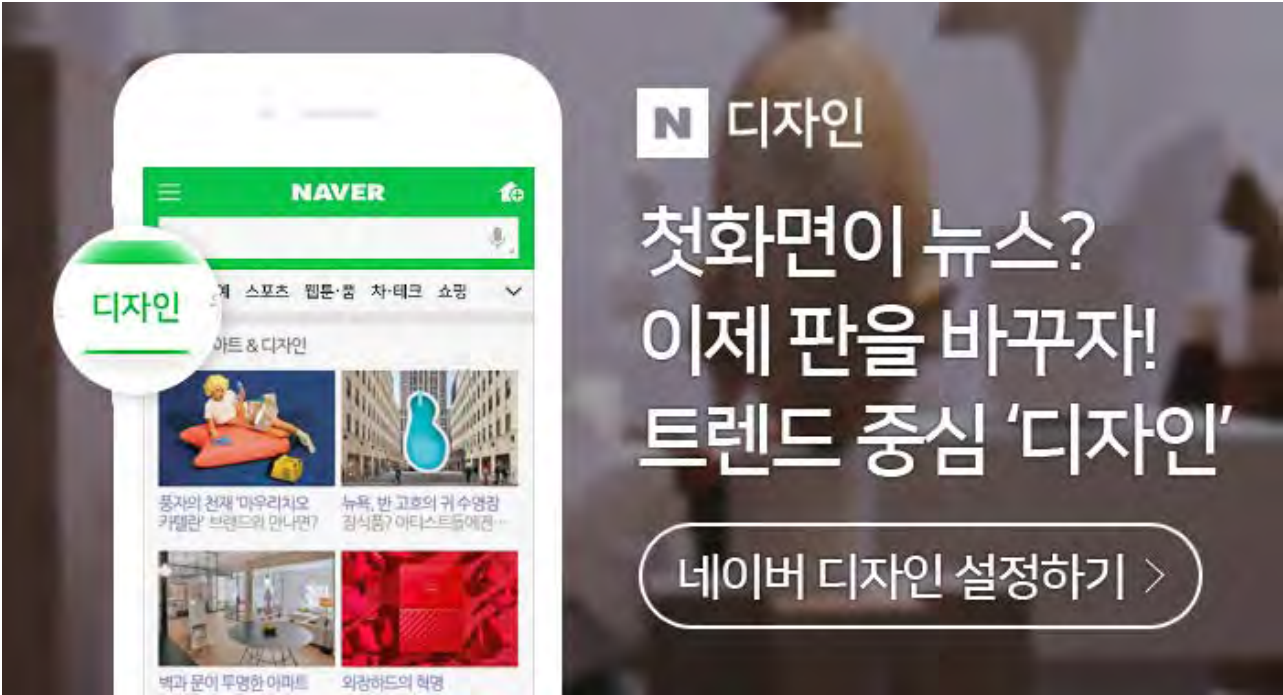 NAVER
디자인
스포츠 웹툰·뿜 차·테크 쇼핑
아트 & 디자인
풍자의 천재 '마우리치오
카텔란' 브랜드와 만나면?
뉴욕, 반 고흐의 귀 수영장
장식품? 아티스트들에겐…
벽과 문이 투명한 아파트
외장하드의 혁명
N 디자인
첫화면이 뉴스?
이제 판을 바꾸자!
트렌드 중심 ‘디자인’
네이버 디자인 설정하기 >